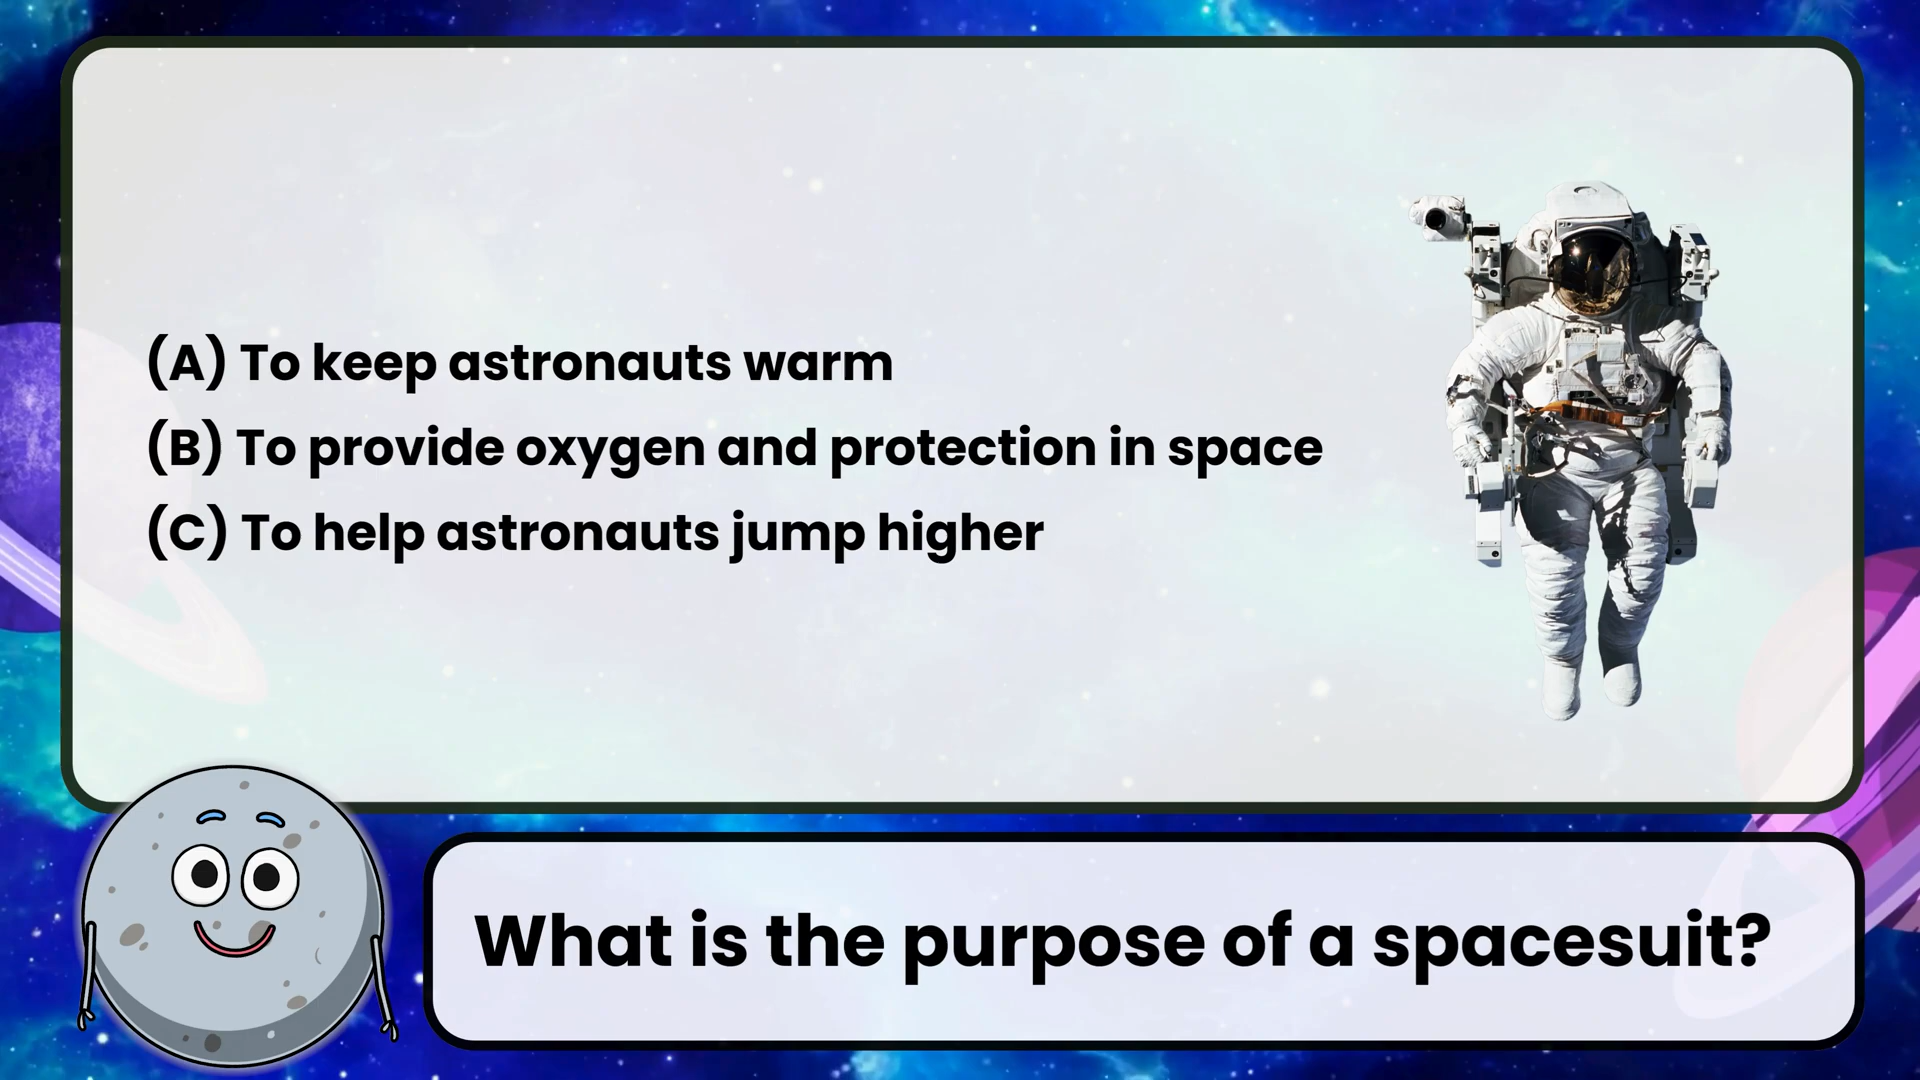 (A) To keep astronauts warm
(B) To provide oxygen and protection in space
(C) To help astronauts jump higher
What is the purpose of a spacesuit?